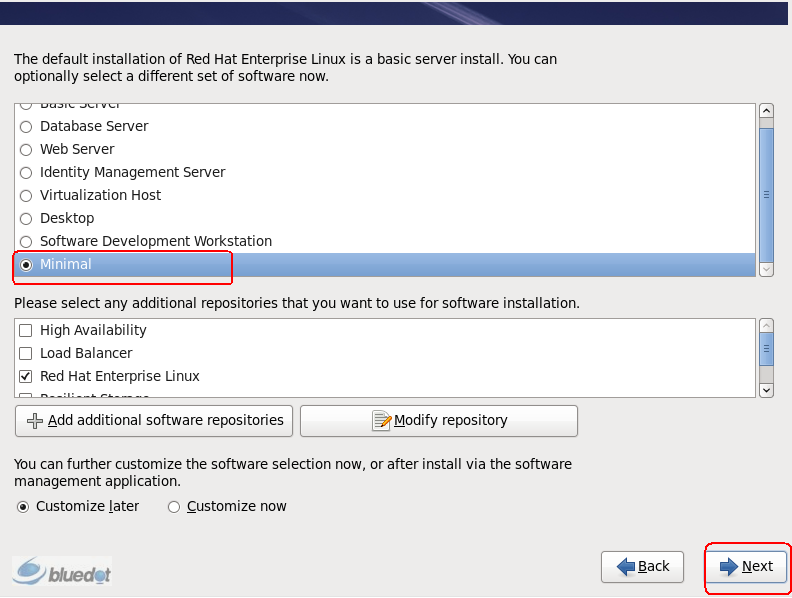 The default installation of Red Hat Enterprise Linux is a basic server install. You can
optionally select a different set of software now.
Basic Server
Database Server
Web Server
Identity Management Server
Virtualization Host
Desktop
Software Development Workstation
Minimal
Please select any additional repositories that you want to use for software installation.
High Availability
Load Balancer
Red Hat Enterprise Linux
Resilient Storage
Add additional software repositories
Modify repository
You can further customize the software selection now, or after install via the software
management application.
Customize later
Customize now
bluedot
Back
Next